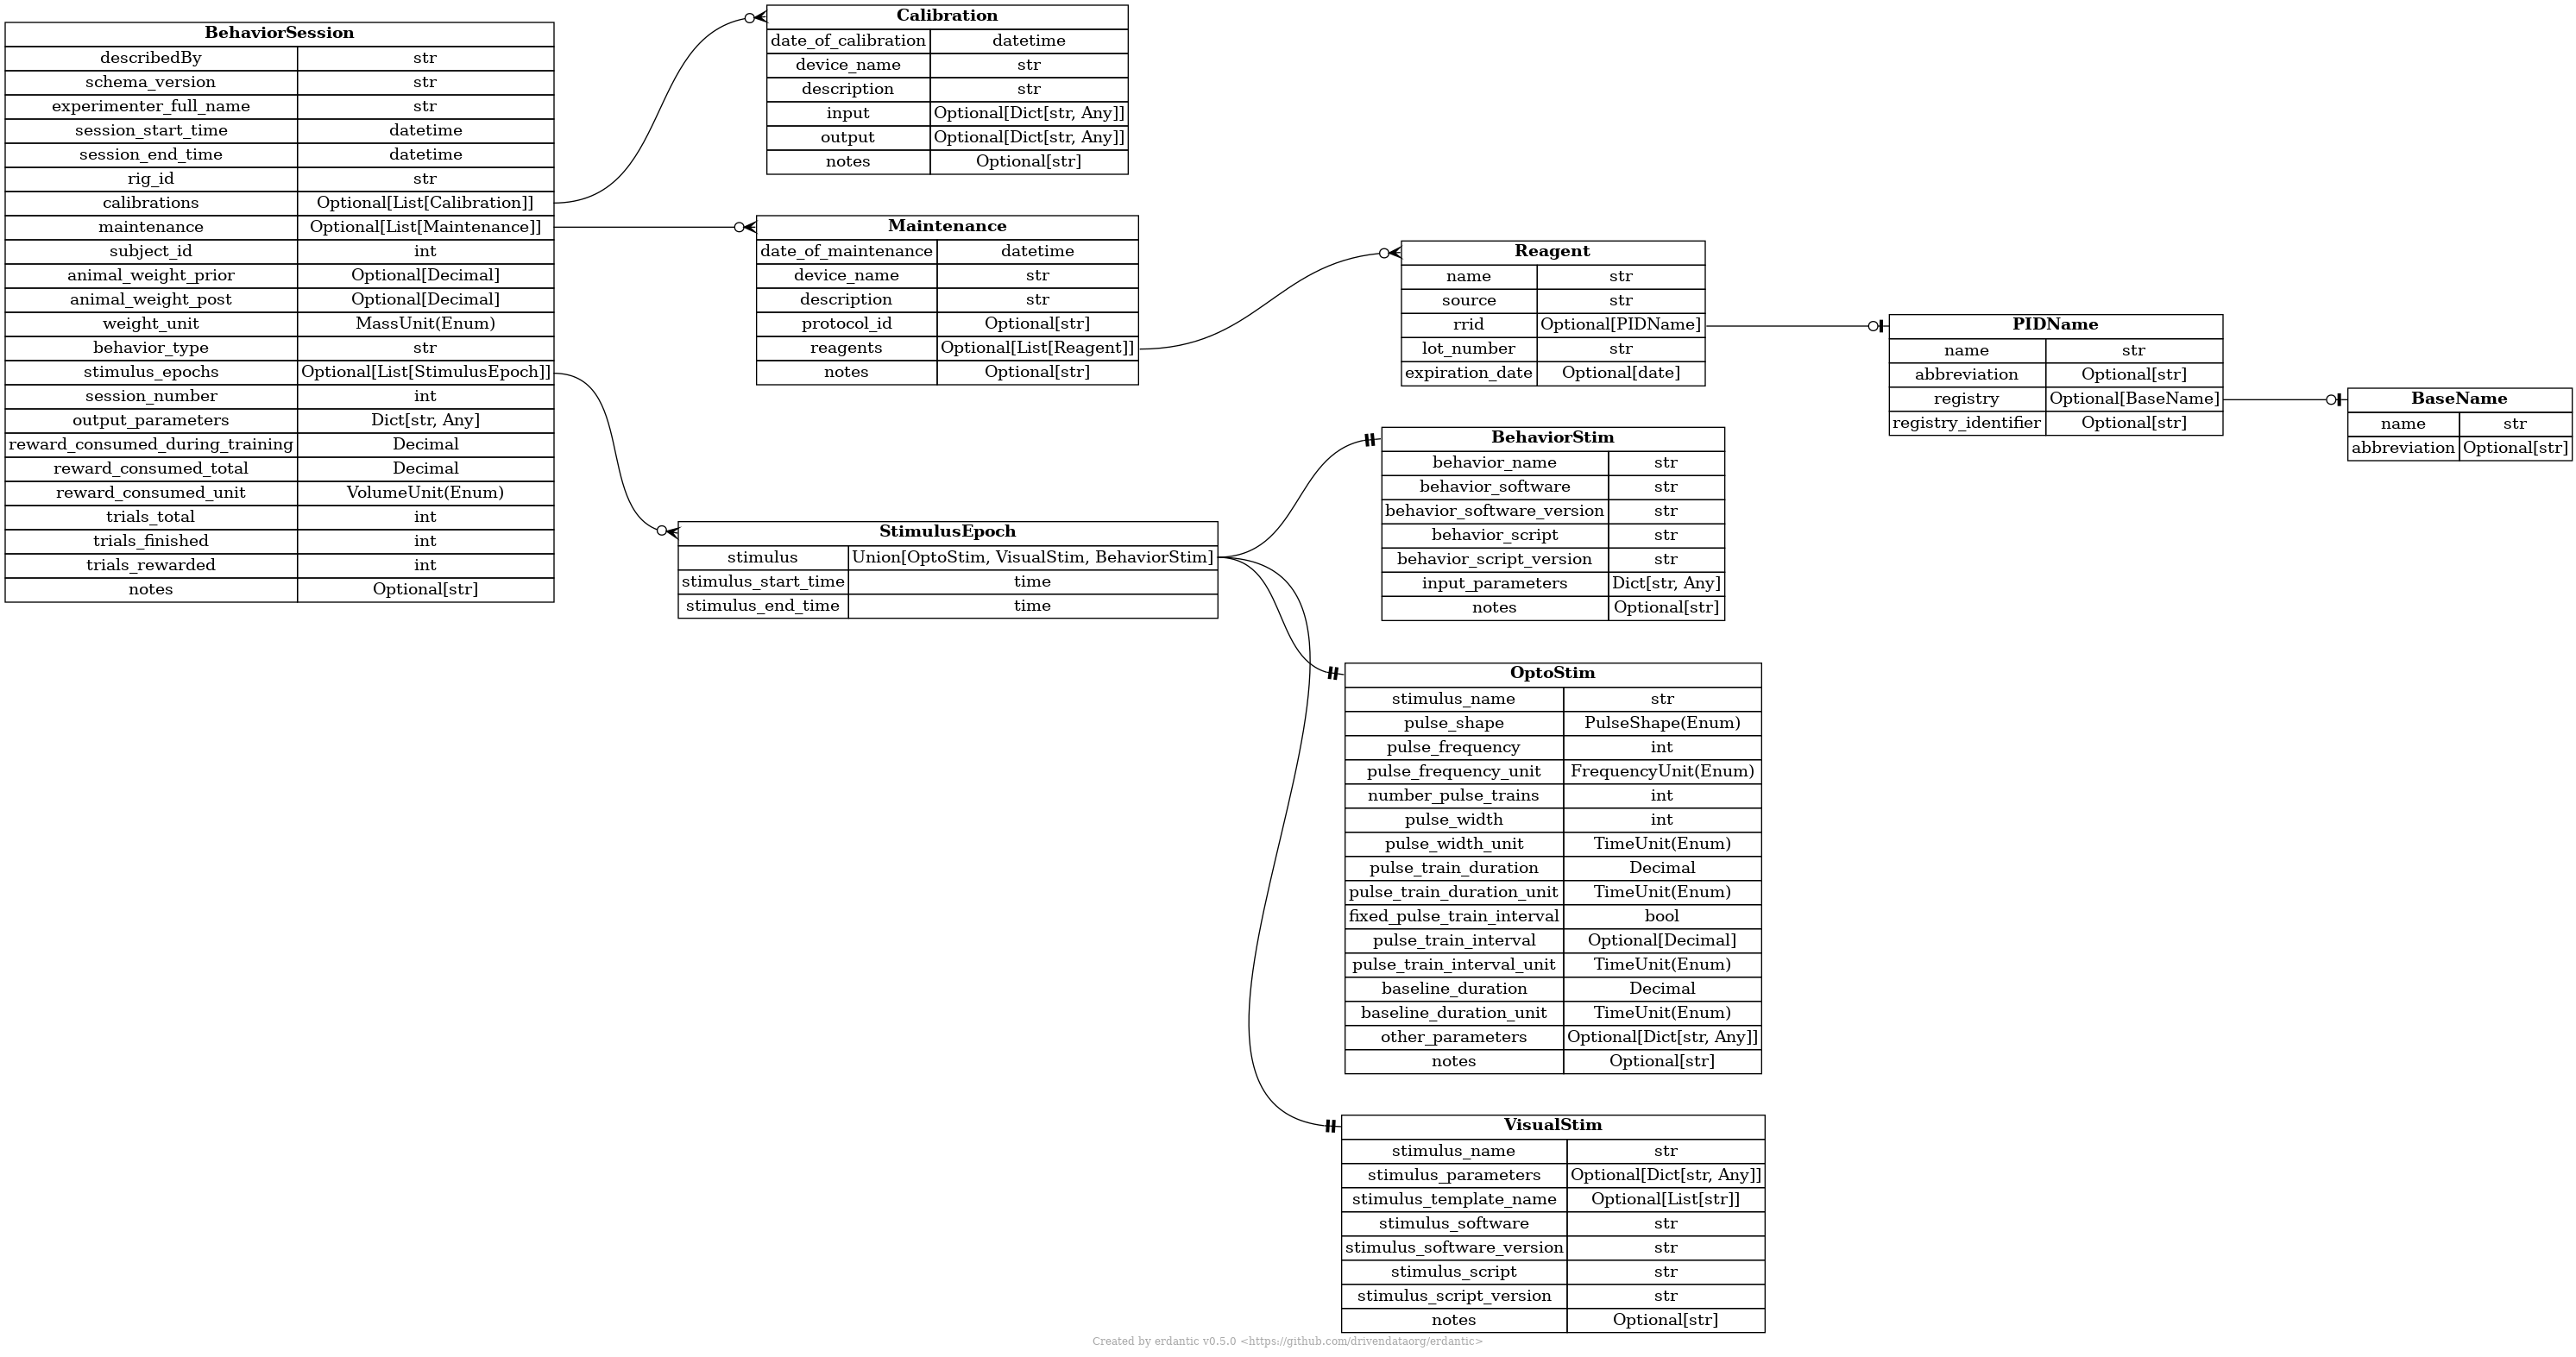 BehaviorSession
describedBy str
schema_version str
experimenter_full_name str
session_start_time datetime
session_end_time datetime
rig_id str
calibrations Optional[List[Calibration]]
maintenance Optional[List[Maintenance]]
subject_id int
animal_weight_prior Optional[Decimal]
animal_weight_post Optional[Decimal]
weight_unit MassUnit(Enum)
behavior_type str
stimulus_epochs Optional[List[StimulusEpoch]]
session_number int
output_parameters Dict[str, Any]
reward_consumed_during_training Decimal
reward_consumed_total Decimal
reward_consumed_unit VolumeUnit(Enum)
trials_total int
trials_finished int
trials_rewarded int
notes Optional[str]
Calibration
date_of_calibration datetime
device_name str
description str
input Optional[Dict[str, Any]]
output Optional[Dict[str, Any]]
notes Optional[str]
Maintenance
date_of_maintenance datetime
device_name str
description str
protocol_id Optional[str]
reagents Optional[List[Reagent]]
notes Optional[str]
StimulusEpoch
stimulus Union[OptoStim, VisualStim, BehaviorStim]
stimulus_start_time time
stimulus_end_time time
Reagent
name str
source str
rrid Optional[PIDName]
lot_number str
expiration_date Optional[date]
BehaviorStim
behavior_name str
behavior_software str
behavior_software_version str
behavior_script str
behavior_script_version str
input_parameters Dict[str, Any]
notes Optional[str]
OptoStim
stimulus_name str
pulse_shape PulseShape(Enum)
pulse_frequency int
pulse_frequency_unit FrequencyUnit(Enum)
number_pulse_trains int
pulse_width int
pulse_width_unit TimeUnit(Enum)
pulse_train_duration Decimal
pulse_train_duration_unit TimeUnit(Enum)
fixed_pulse_train_interval bool
pulse_train_interval Optional[Decimal]
pulse_train_interval_unit TimeUnit(Enum)
baseline_duration Decimal
baseline_duration_unit TimeUnit(Enum)
other_parameters Optional[Dict[str, Any]]
notes Optional[str]
VisualStim
stimulus_name str
stimulus_parameters Optional[Dict[str, Any]]
stimulus_template_name Optional[List[str]]
stimulus_software str
stimulus_software_version str
stimulus_script str
stimulus_script_version str
notes Optional[str]
PIDName
name str
abbreviation Optional[str]
registry Optional[BaseName]
registry_identifier Optional[str]
BaseName
name str
abbreviation Optional[str]
Created by erdantic v0.5.0 <https://github.com/drivendataorg/erdantic>